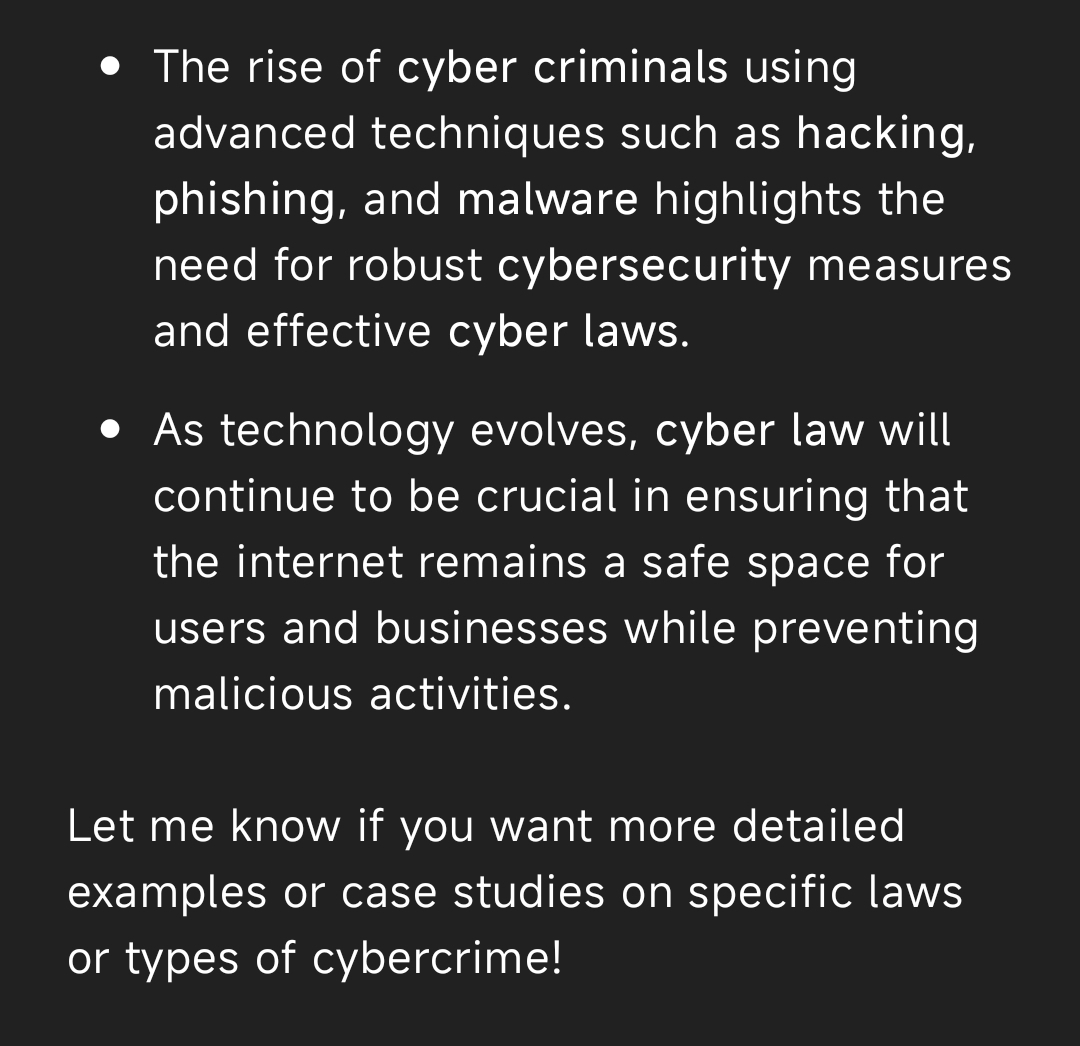 • The rise of cyber criminals using
advanced techniques such as hacking,
phishing, and malware highlights the
need for robust cybersecurity measures
and effective cyber laws.
• As technology evolves, cyber law will
continue to be crucial in ensuring that
the internet remains a safe space for
users and businesses while preventing
malicious activities.
Let me know if you want more detailed
examples or case studies on specific laws
or types of cybercrime!